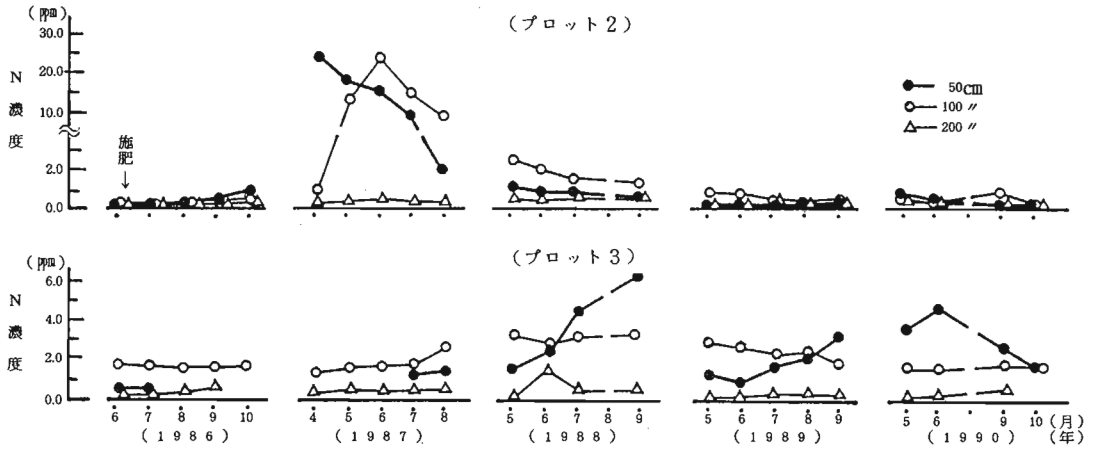 (ppm)
(プロット2)
30.0
20.0
10.0
2.0
0.0
N
濃
度
施肥
50cm
100 〃
200 〃
(ppm)
(プロット3)
6.0
4.0
2.0
0.0
N
濃
度
6 7 8 9 10 4 5 6 7 8 5 6 7 9 5 6 7 8 9 5 6 9 10 (月)
(1986) (1987) (1988) (1989) (1990) (年)